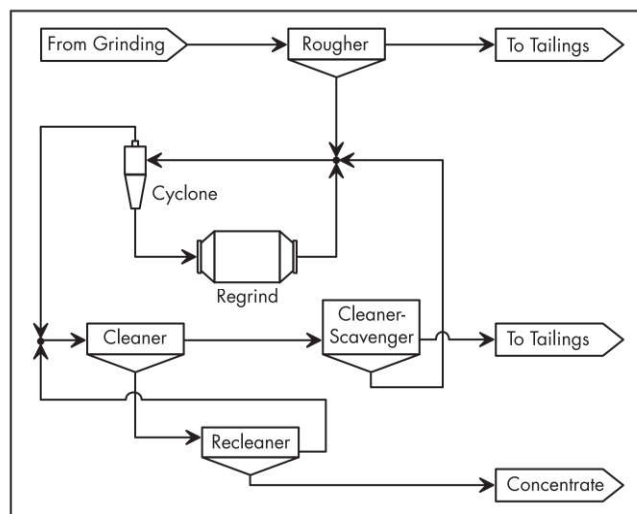 From Grinding
Rougher
To Tailings
Cyclone
Regrind
Cleaner
Cleaner-
Scavenger
To Tailings
Recleaner
Concentrate